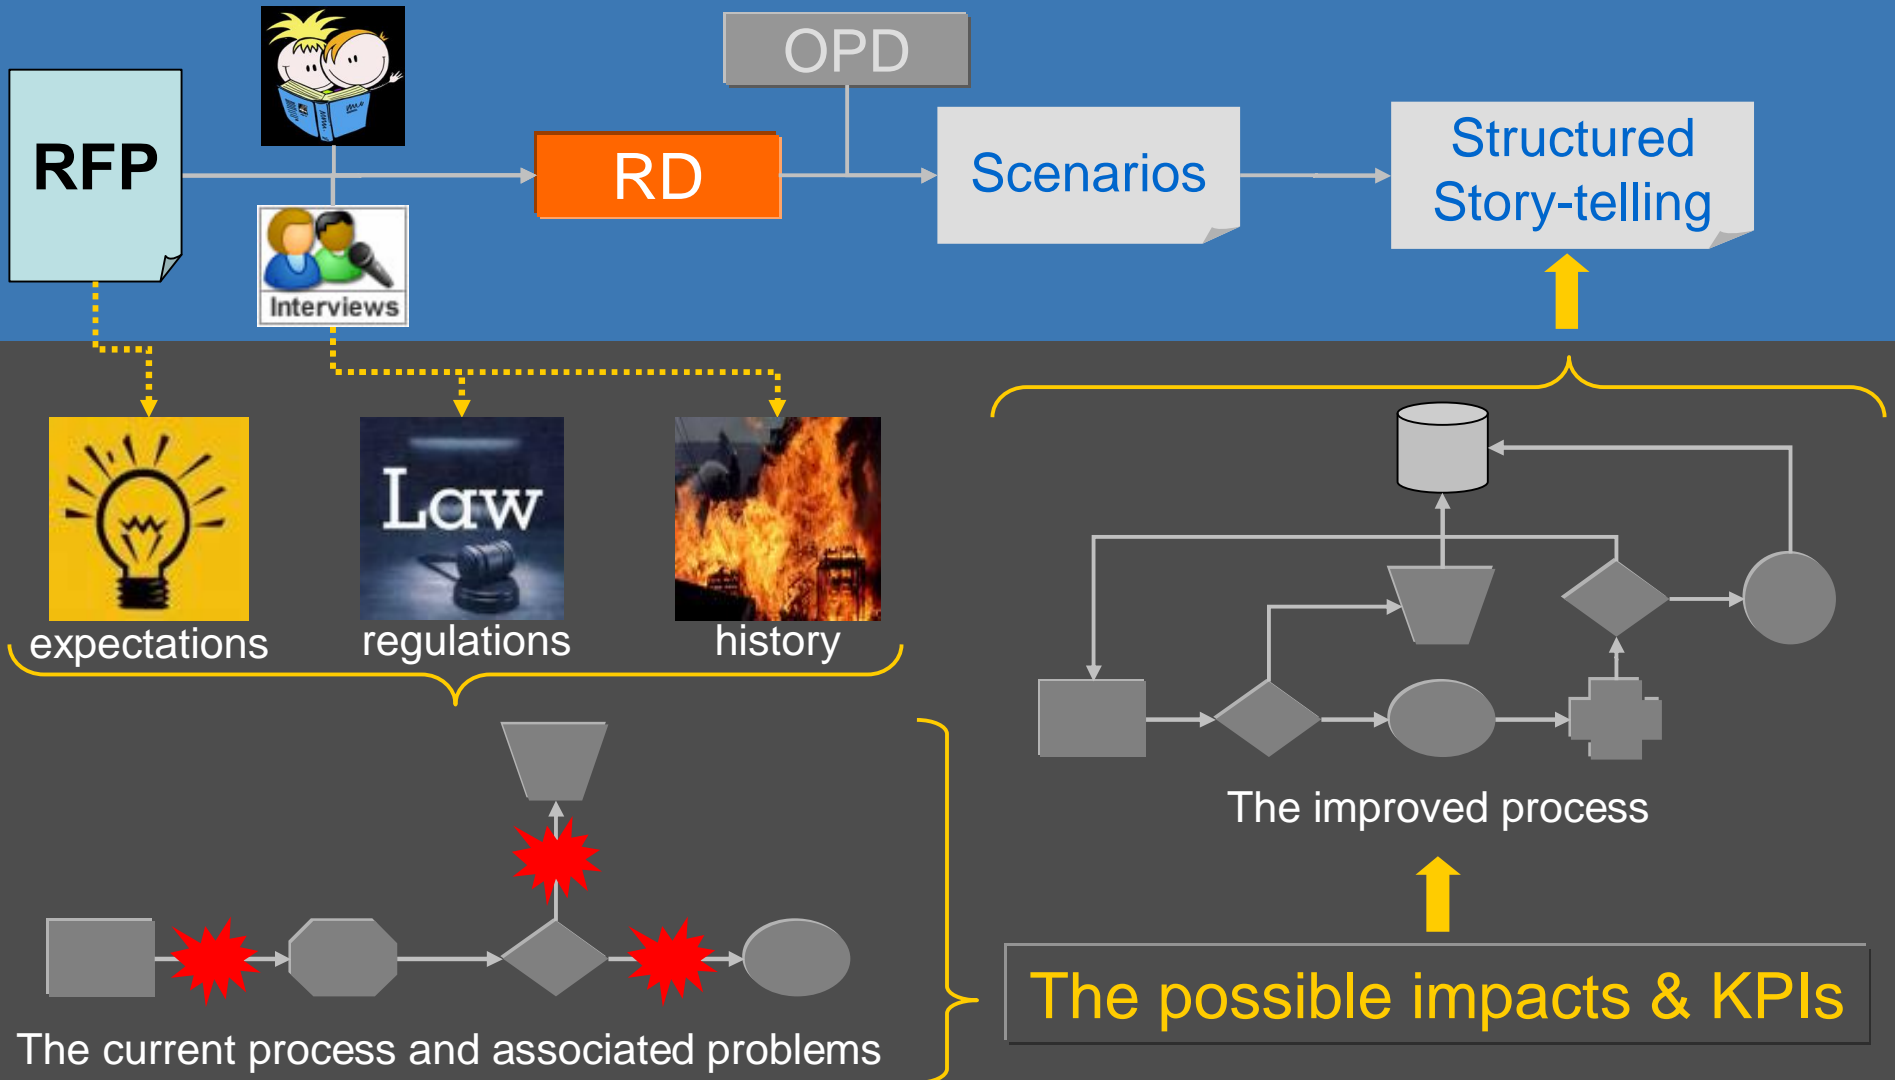 OPD
RFP
RD
Scenarios
Structured
Story-telling
Interviews
Law
expectations
regulations
history
The improved process
The possible impacts & KPIs
The current process and associated problems